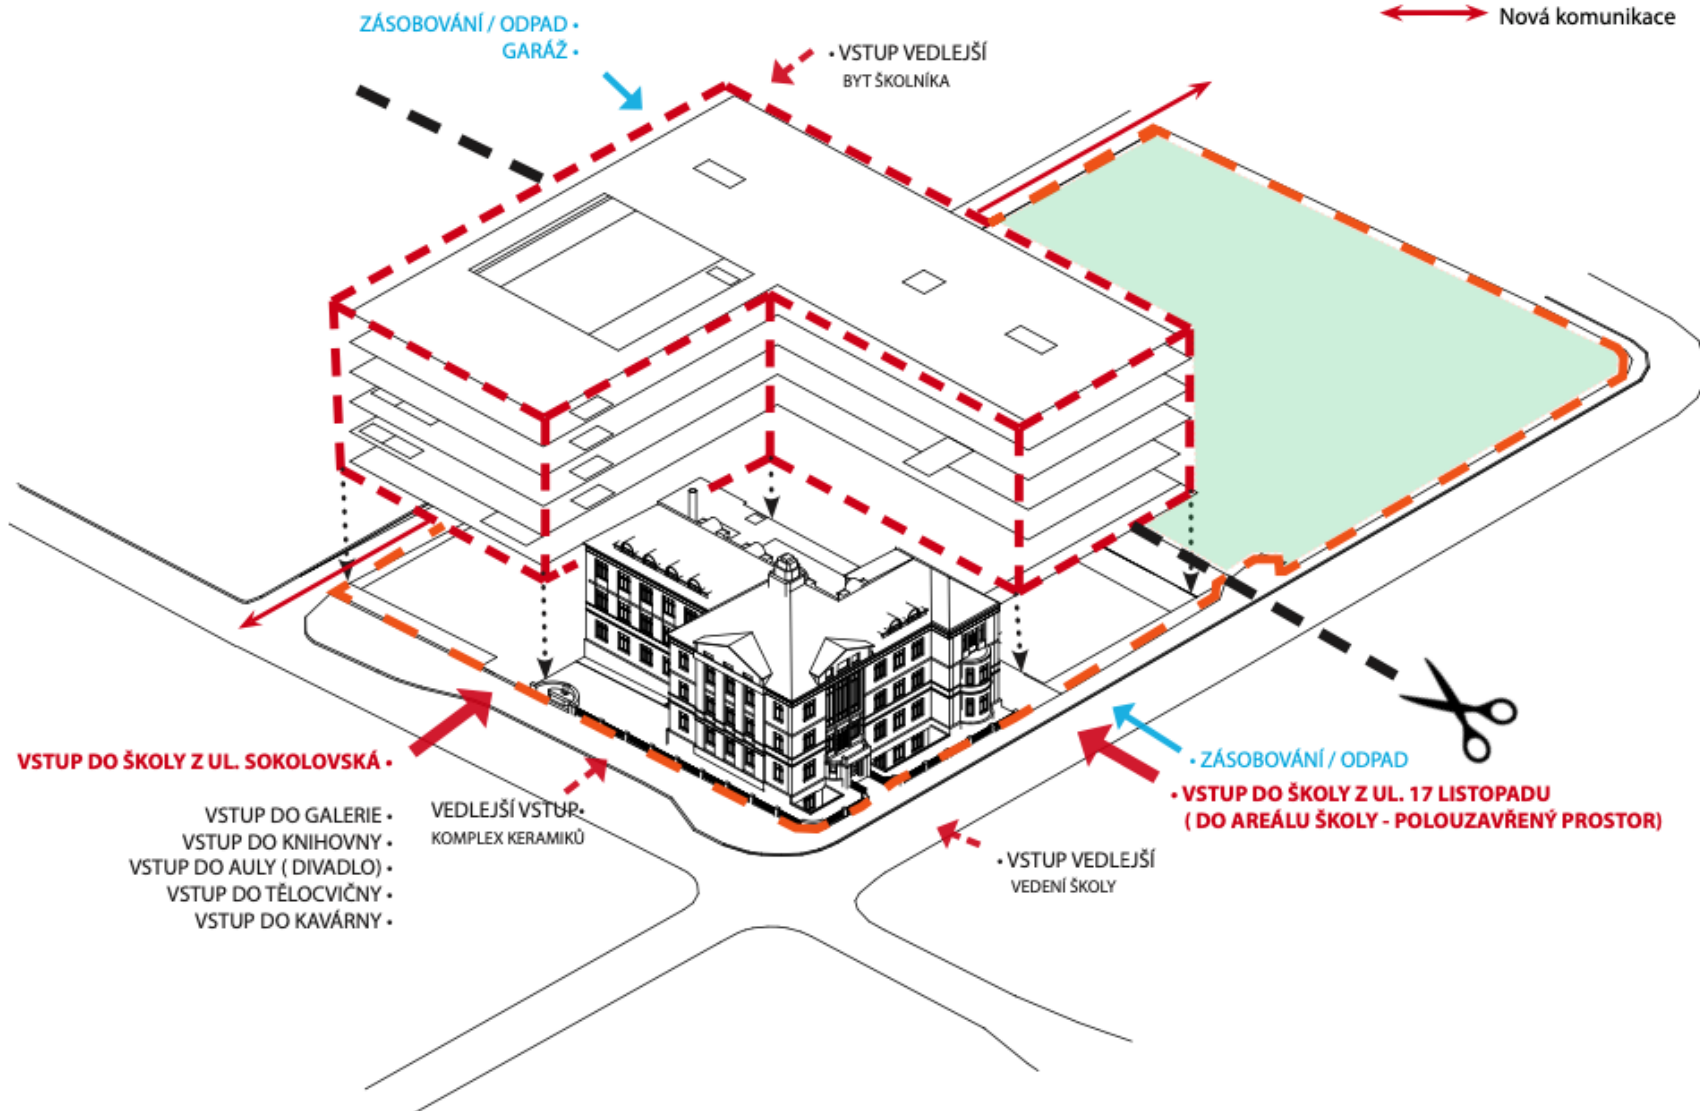 ZÁSOBOVÁNÍ / ODPAD •
GARÁŽ •
• VSTUP VEDLEJŠÍ
BYT ŠKOLNÍKA
Nová komunikace
VSTUP DO ŠKOLY Z UL. SOKOLOVSKÁ •
VSTUP DO GALERIE •
VSTUP DO KNIHOVNY •
VSTUP DO AULY ( DIVADLO) •
VSTUP DO TĚLOCVIČNY •
VSTUP DO KAVÁRNY •
VEDLEJŠÍ VSTUP•
KOMPLEX KERAMIKŮ
• ZÁSOBOVÁNÍ / ODPAD
• VSTUP DO ŠKOLY Z UL. 17 LISTOPADU
( DO AREÁLU ŠKOLY - POLOUZAVŘENÝ PROSTOR)
• VSTUP VEDLEJŠÍ
VEDENÍ ŠKOLY